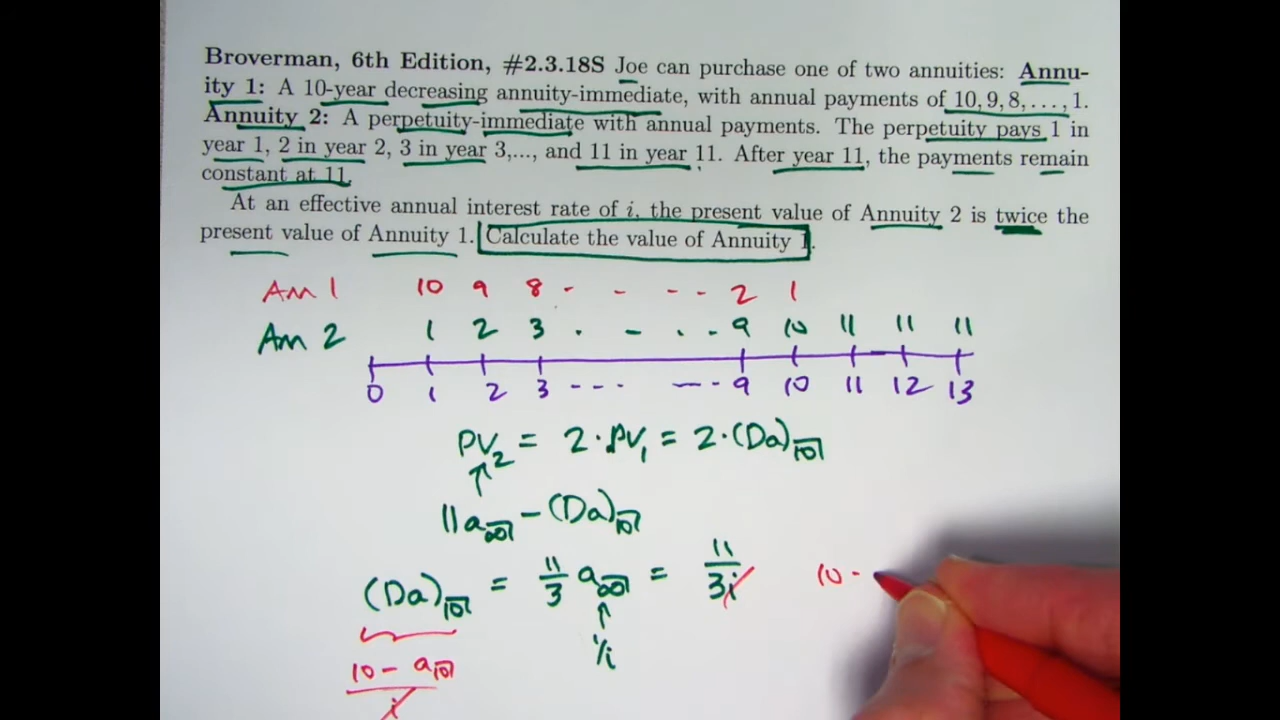 Broverman, 6th Edition, #2.3.18S Joe can purchase one of two annuities: Annu-
ity 1: A 10-year decreasing annuity-immediate, with annual payments of 10, 9, 8, . . . , 1.
Annuity 2: A perpetuity-immediate with annual payments. The perpetuity pays 1 in
year 1, 2 in year 2, 3 in year 3,..., and 11 in year 11. After year 11, the payments remain
constant at 11.
At an effective annual interest rate of i, the present value of Annuity 2 is twice the
present value of Annuity 1. Calculate the value of Annuity 1.
Ann 1 10 9 8 - - - - 2 1
Ann 2 1 2 3 . - . - 9 10 11 11 11
0 1 2 3 - - - - - - 9 10 11 12 13
PV₂ = 2·PV₁ = 2·(Da)10̅|
↑
11a∞̅| − (Da)10̅|
(Da)10̅| = 11/3 a∞̅| = 11/3i 10 -
↑
1/i
10 − a10̅|
i